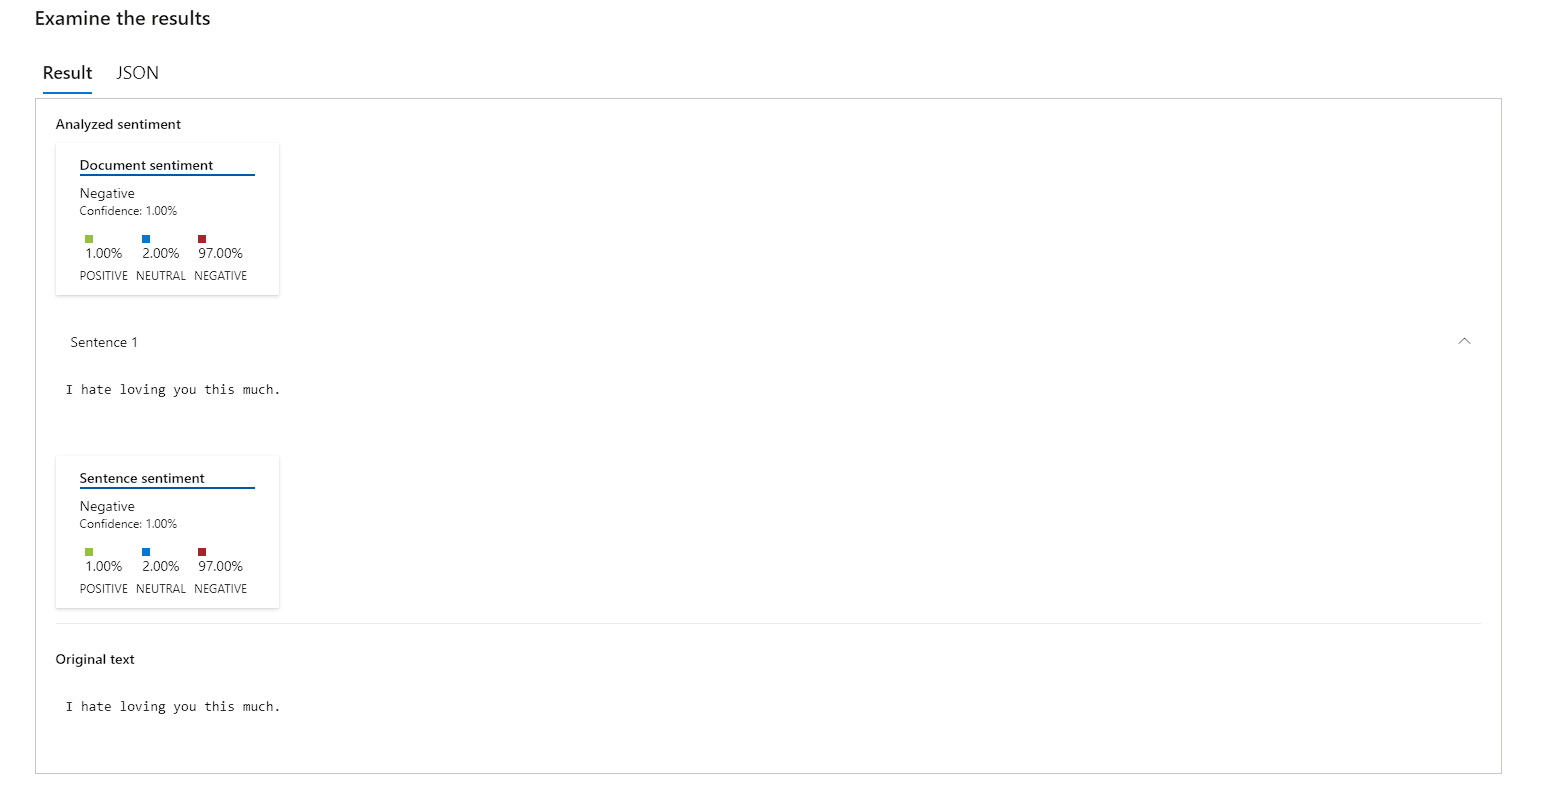 Examine the results
Result JSON
Analyzed sentiment
Document sentiment
Negative
Confidence: 1.00%
1.00% 2.00% 97.00%
POSITIVE NEUTRAL NEGATIVE
Sentence 1
I hate loving you this much.
Sentence sentiment
Negative
Confidence: 1.00%
1.00% 2.00% 97.00%
POSITIVE NEUTRAL NEGATIVE
Original text
I hate loving you this much.